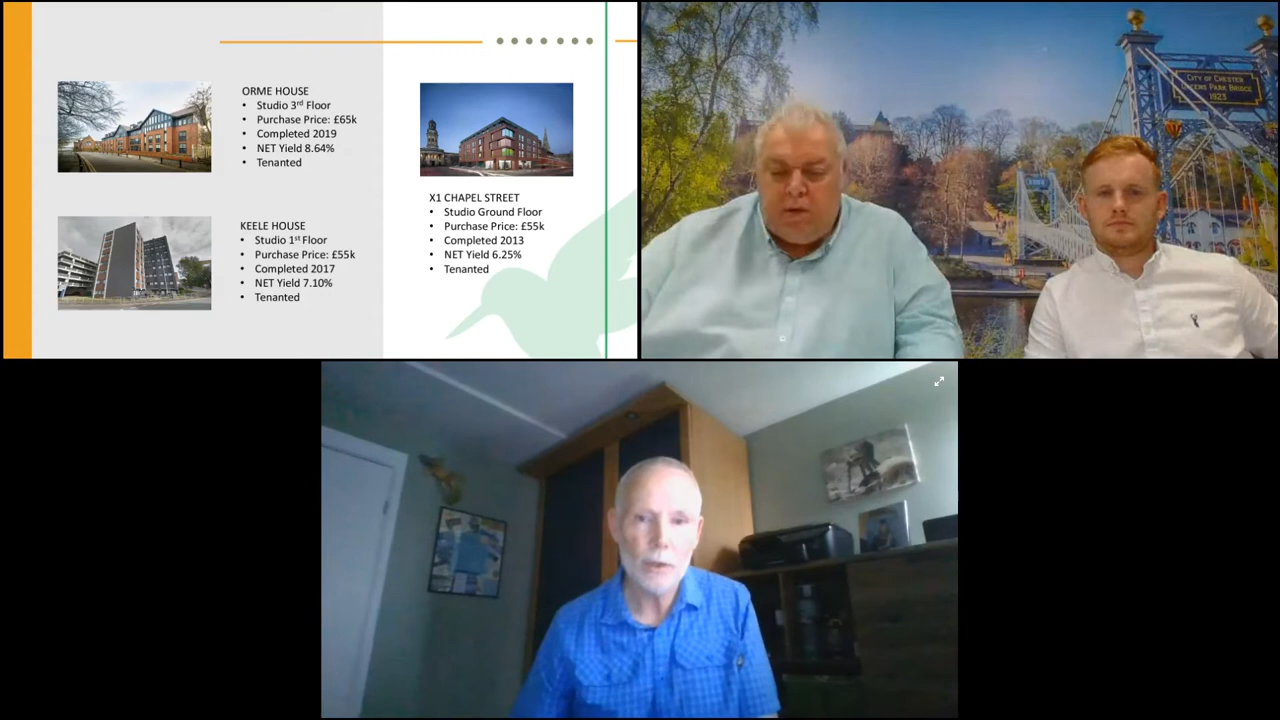 ORME HOUSE
• Studio 3rd Floor
• Purchase Price: £65k
• Completed 2019
• NET Yield 8.64%
• Tenanted
KEELE HOUSE
• Studio 1st Floor
• Purchase Price: £55k
• Completed 2017
• NET Yield 7.10%
• Tenanted
X1 CHAPEL STREET
• Studio Ground Floor
• Purchase Price: £55k
• Completed 2013
• NET Yield 6.25%
• Tenanted
CITY OF CHESTER
QUEENS PARK BRIDGE
1923